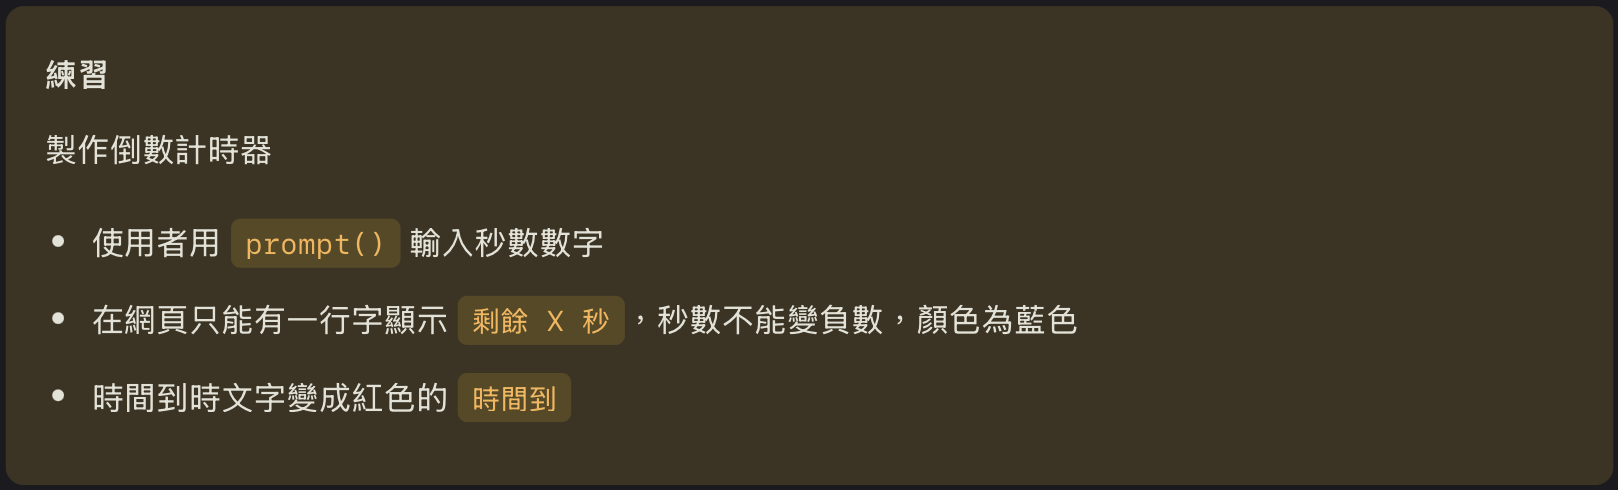 練習
製作倒數計時器
使用者用 prompt() 輸入秒數數字
在網頁只能有一行字顯示 剩餘 X 秒，秒數不能變負數，顏色為藍色
時間到時文字變成紅色的 時間到